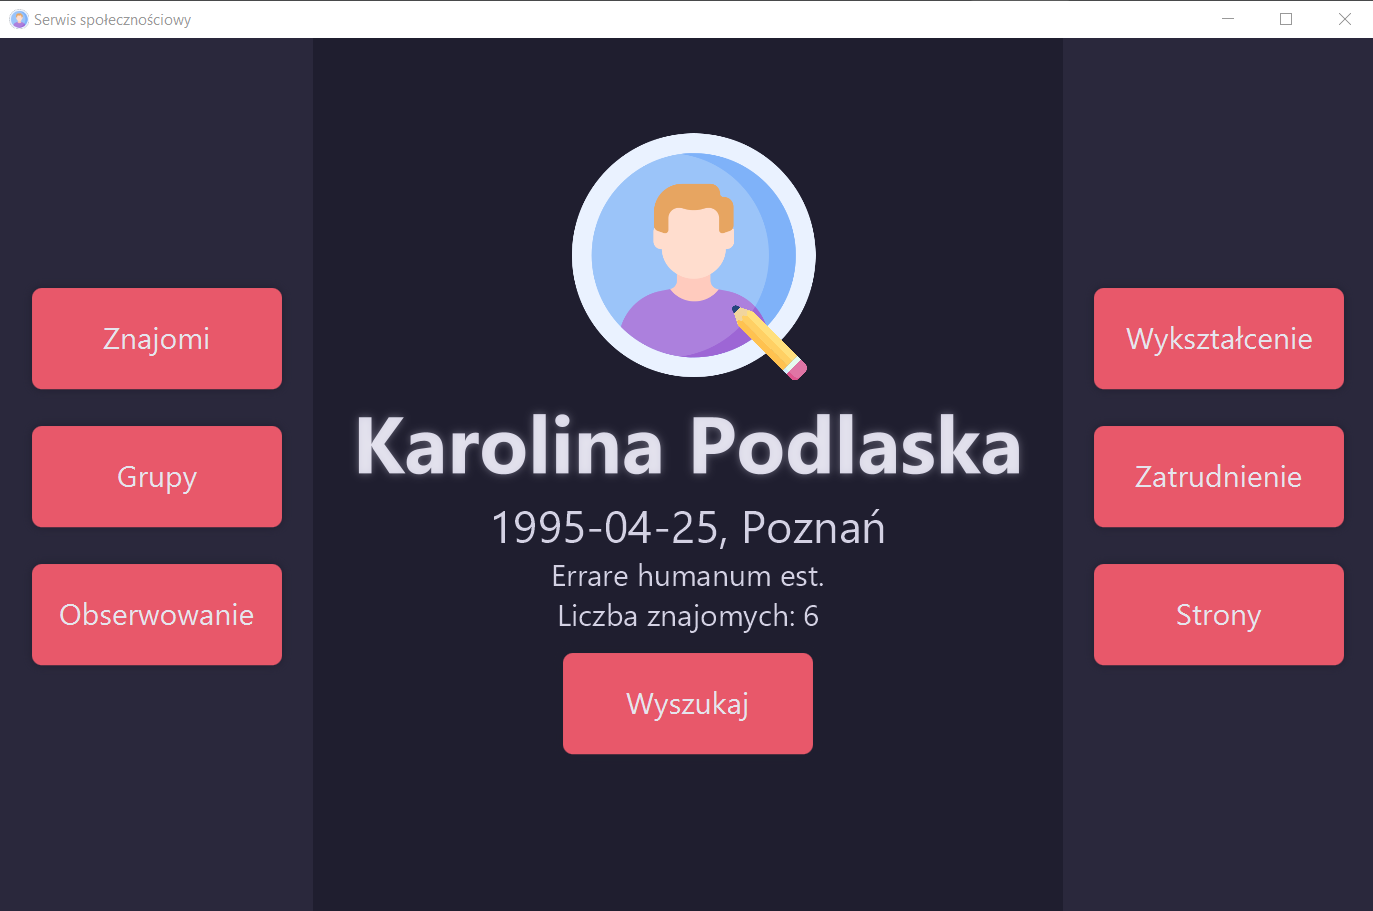 Serwis społecznościowy
Znajomi
Grupy
Obserwowanie
Karolina Podlaska
1995-04-25, Poznań
Errare humanum est.
Liczba znajomych: 6
Wyszukaj
Wykształcenie
Zatrudnienie
Strony